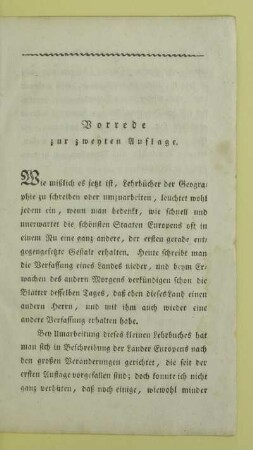 Vorrede
zur zweyten Auflage.
Wie mißlich es jetzt ist, Lehrbücher der Geogra-
phie zu schreiben oder umzuarbeiten, leuchtet wohl
jedem ein, wenn man bedenkt, wie schnell und
unerwartet die schönsten Staaten Europens oft
in einem Nu eine ganz andere, der ersten gerade ent
gegengesetzte Gestalt erhalten. Heute schreibt man
die Verfassung eines Landes nieder, und beym Er-
wachen des andern Morgens verkündigen schon die
Blätter desselben Tages, daß eben dieses Land einen
andern Herrn, und mit ihm auch wieder eine
andere Verfassung erhalten habe.
Bey Umarbeitung dieses kleinen Lehrbuches hat
man sich in Beschreibung der Länder Europens nach
den großen Veränderungen gerichtet, die seit der
ersten Auflage vorgefallen sind; doch konnte ich nicht
ganz verhüten, daß noch einige, wiewohl minder